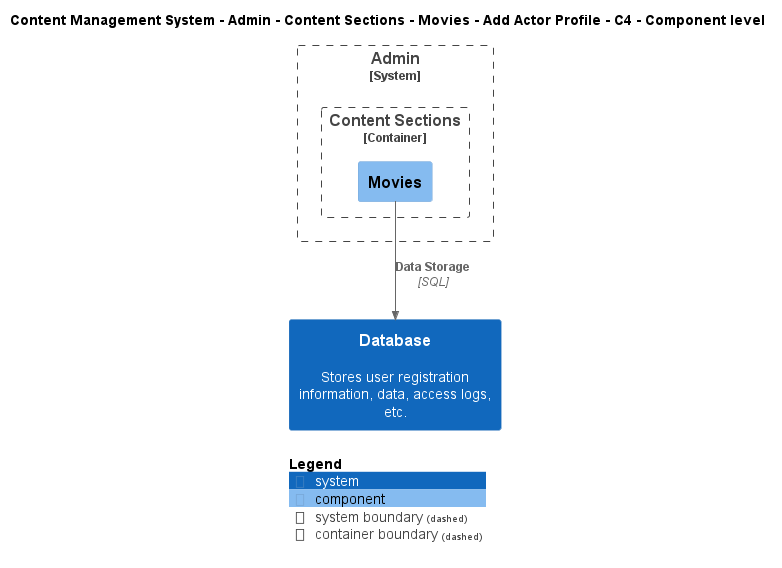 Content Management System - Admin - Content Sections - Movies - Add Actor Profile - C4 - Component level
Admin
[System]
Content Sections
[Container]
Movies
Data Storage
[SQL]
Database
Stores user registration
information, data, access logs,
etc.
Legend
system
component
system boundary (dashed)
container boundary (dashed)